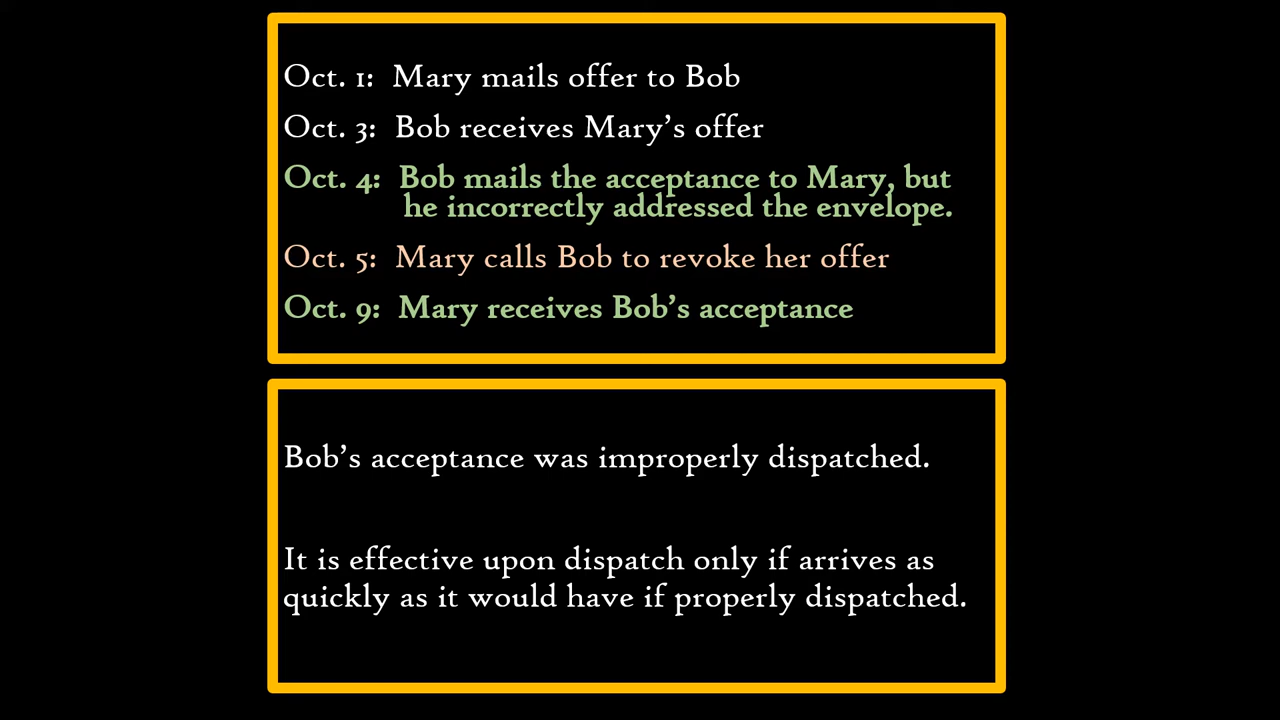 Oct. 1: Mary mails offer to Bob
Oct. 3: Bob receives Mary's offer
Oct. 4: Bob mails the acceptance to Mary, but
he incorrectly addressed the envelope.
Oct. 5: Mary calls Bob to revoke her offer
Oct. 9: Mary receives Bob's acceptance
Bob's acceptance was improperly dispatched.
It is effective upon dispatch only if arrives as
quickly as it would have if properly dispatched.